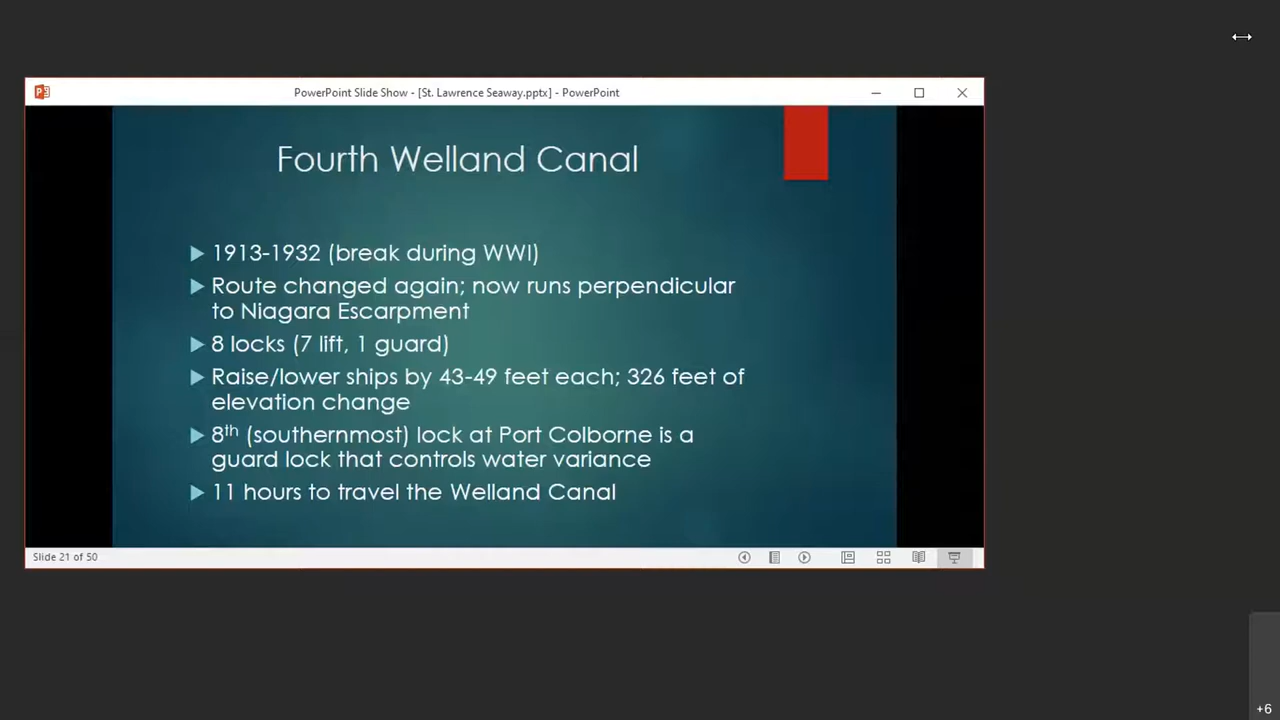 PowerPoint Slide Show - [St. Lawrence Seaway.pptx] - PowerPoint
Fourth Welland Canal
1913-1932 (break during WWI)
Route changed again; now runs perpendicular
to Niagara Escarpment
8 locks (7 lift, 1 guard)
Raise/lower ships by 43-49 feet each; 326 feet of
elevation change
8th (southernmost) lock at Port Colborne is a
guard lock that controls water variance
11 hours to travel the Welland Canal
Slide 21 of 50
+6